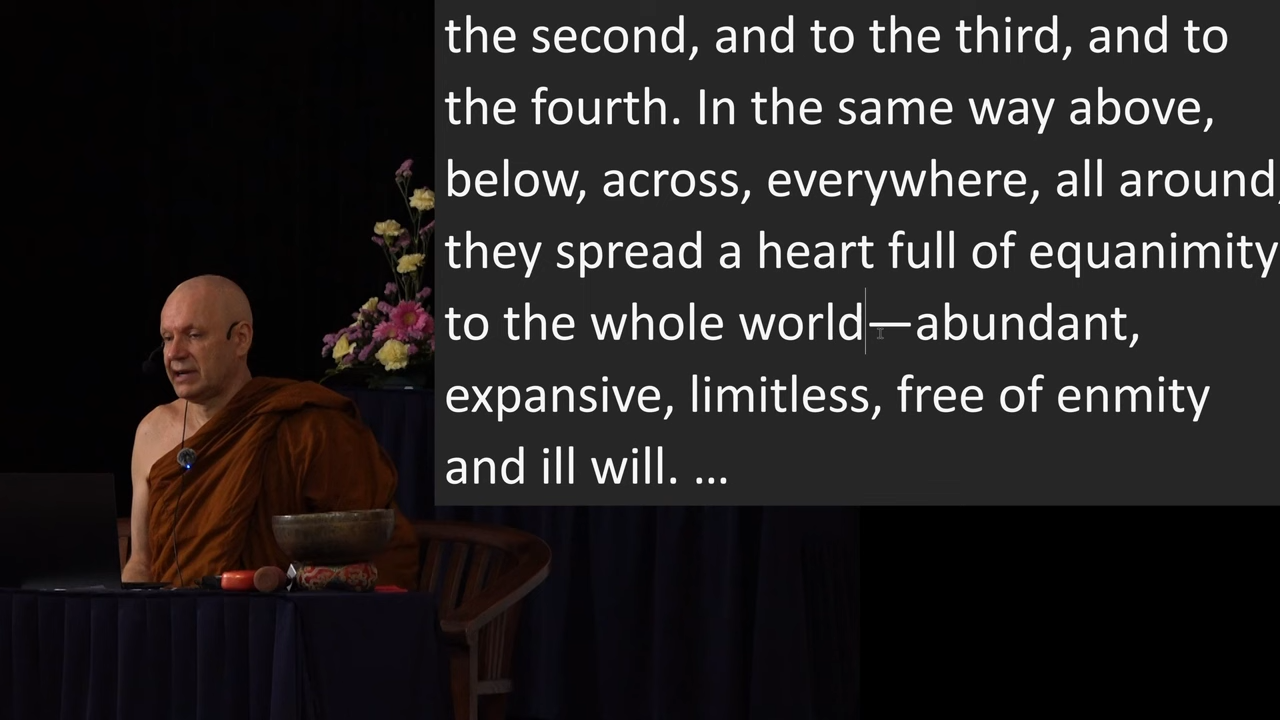 the second, and to the third, and to
the fourth. In the same way above,
below, across, everywhere, all around,
they spread a heart full of equanimity
to the whole world—abundant,
expansive, limitless, free of enmity
and ill will. …